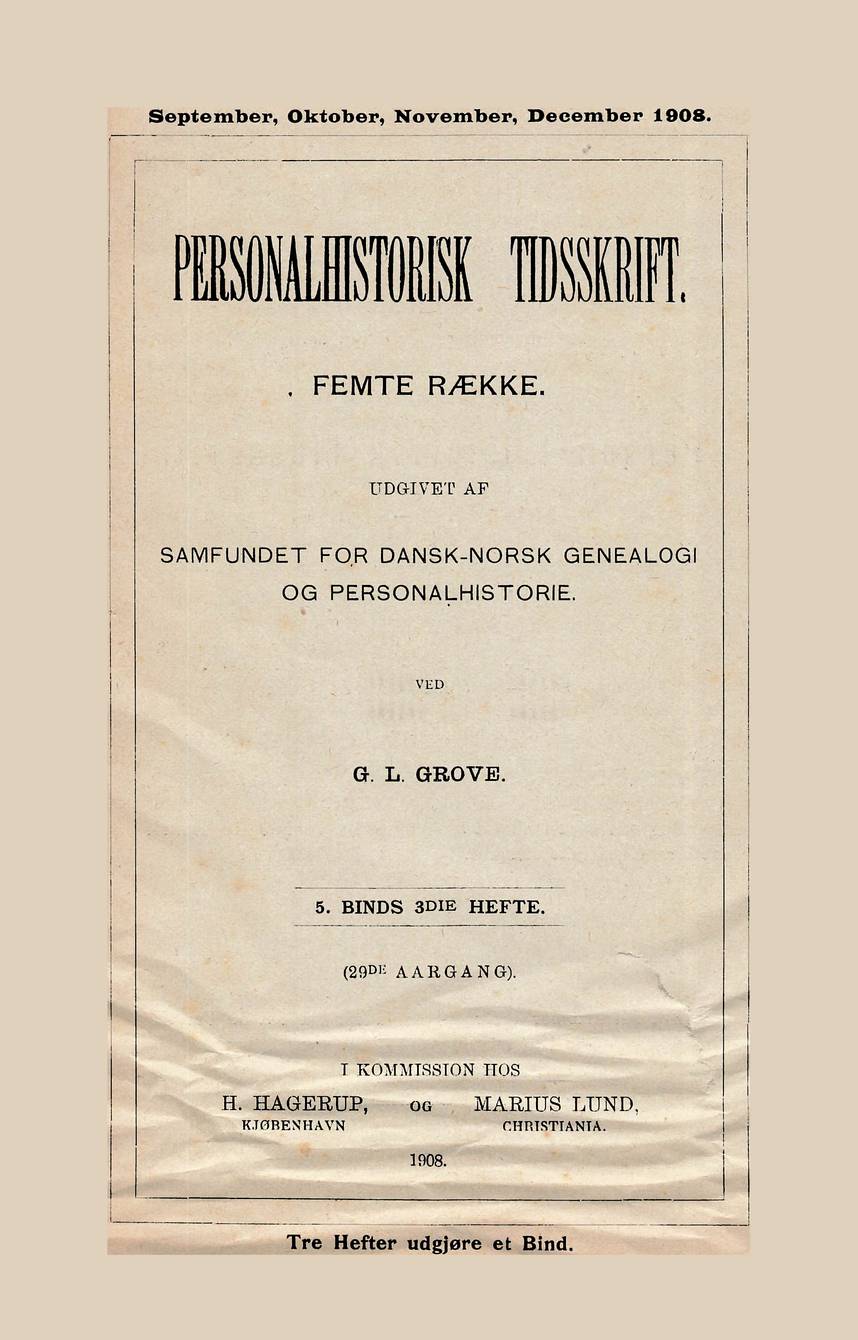 September, Oktober, November, December 1908.
PERSONALHISTORISK TIDSSKRIFT.
FEMTE RÆKKE.
UDGIVET AF
SAMFUNDET FOR DANSK-NORSK GENEALOGI
OG PERSONALHISTORIE.
VED
G. L. GROVE.
5. BINDS 3DIE HEFTE.
(29DE AARGANG).
I KOMMISSION HOS
H. HAGERUP, OG MARIUS LUND,
KJØBENHAVN CHRISTIANIA.
1908.
Tre Hefter udgjøre et Bind.